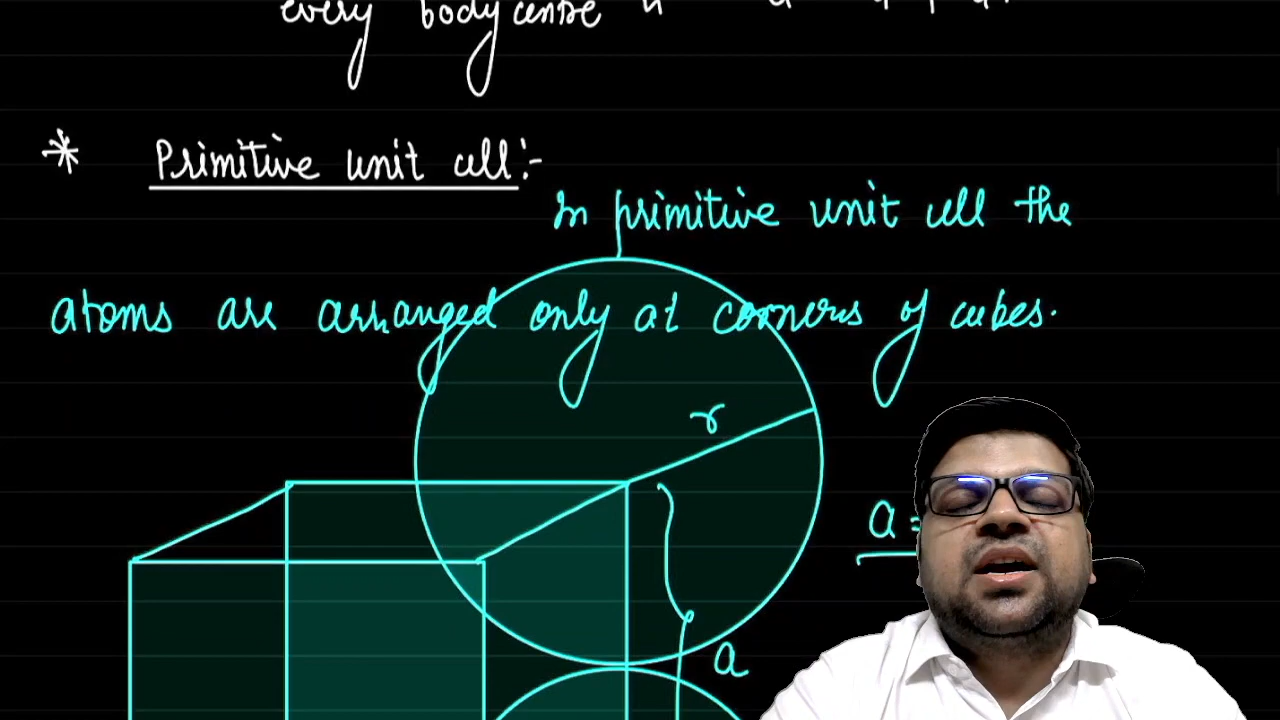 every body centre
* Primitive unit cell :-
In primitive unit cell the
atoms are arranged only at corners of cubes.
r
a =
a